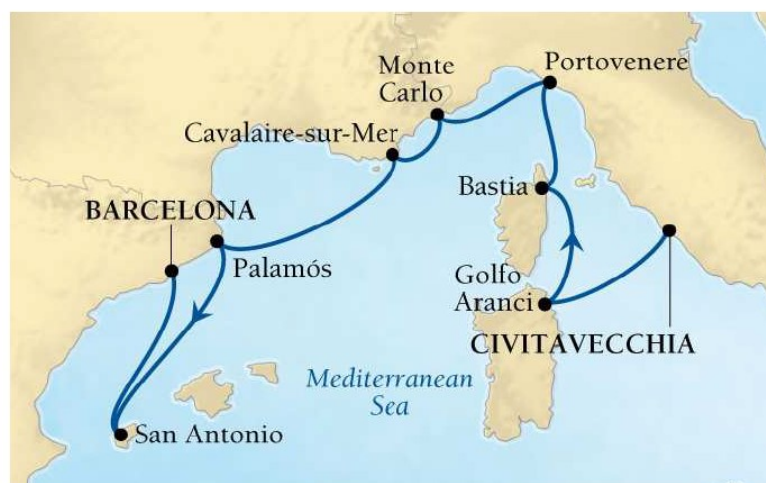 Monte
Carlo
Portovenere
Cavalaire-sur-Mer
Bastia
BARCELONA
Palamós
Golfo
Aranci
CIVITAVECCHIA
Mediterranean
Sea
San Antonio